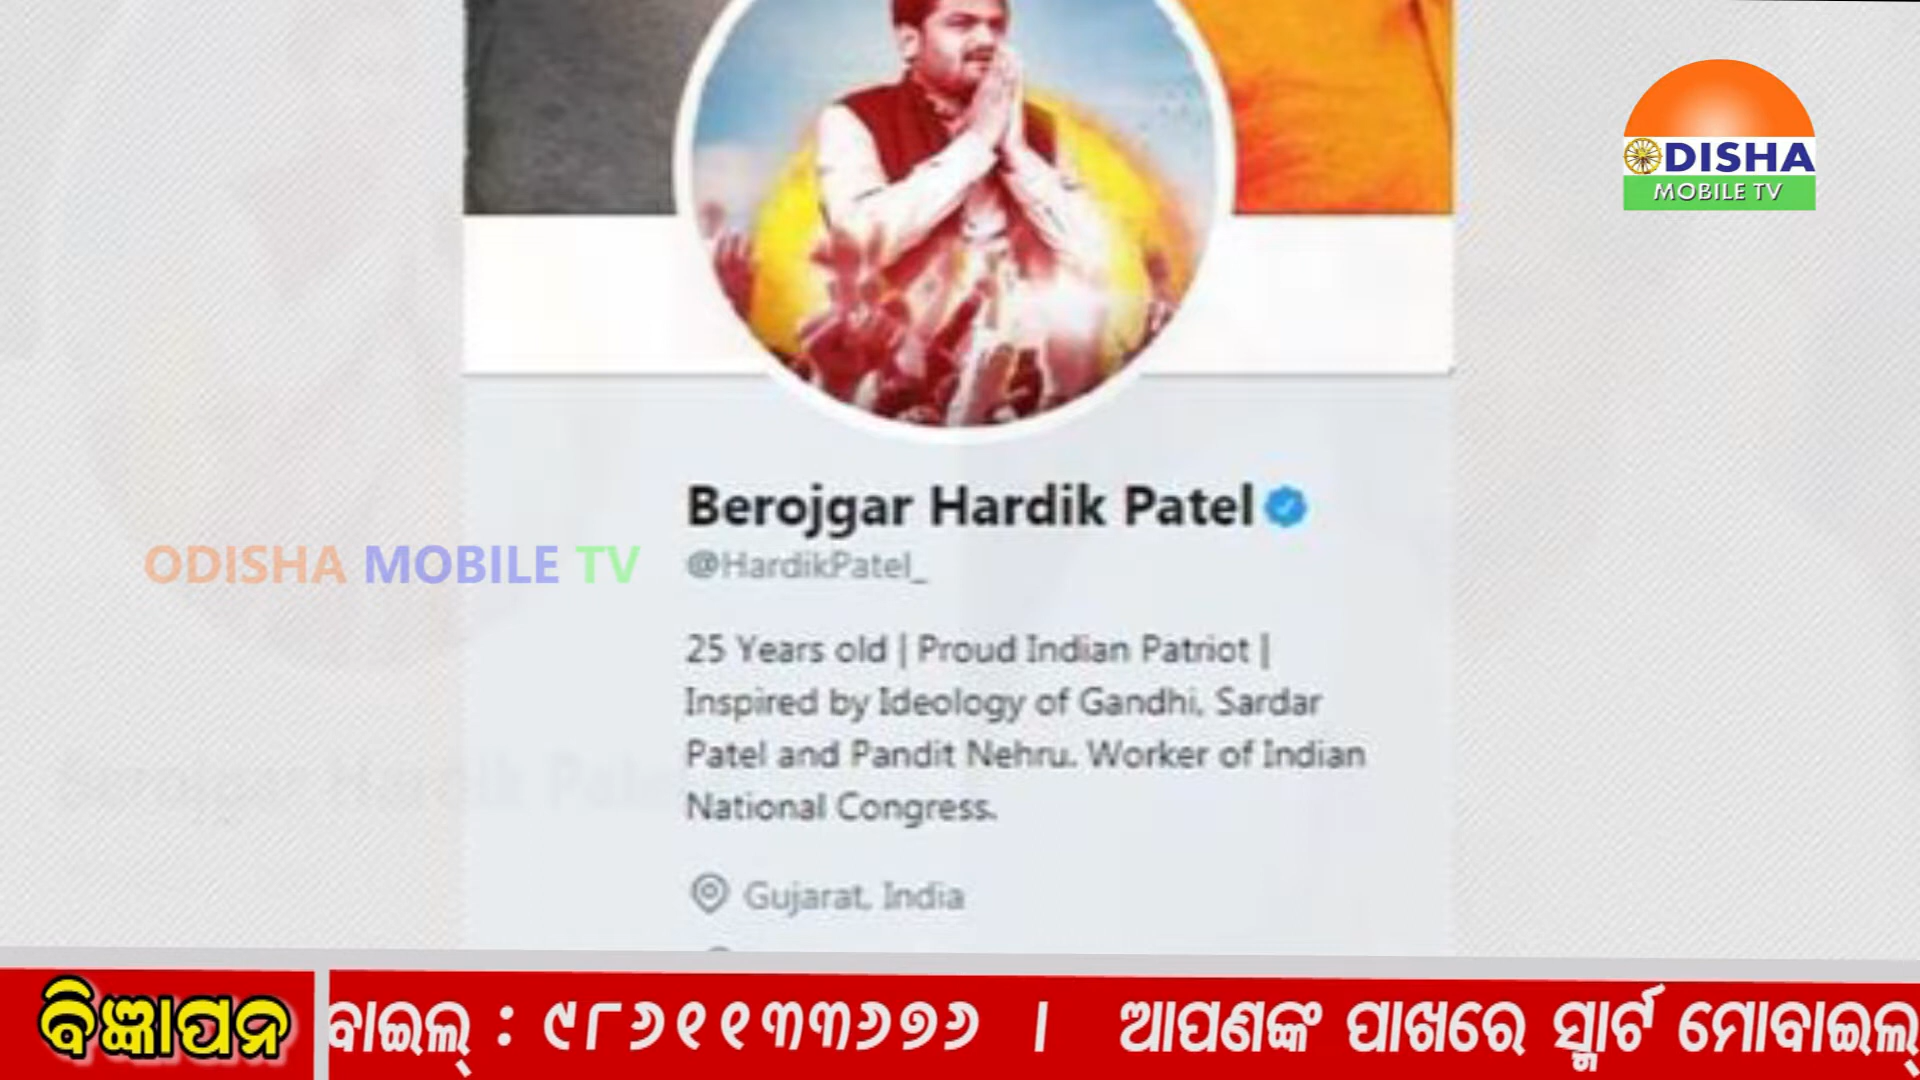 ODISHA
MOBILE TV
Berojgar Hardik Patel
@HardikPatel_
ODISHA MOBILE TV
25 Years old | Proud Indian Patriot |
Inspired by Ideology of Gandhi, Sardar
Patel and Pandit Nehru. Worker of Indian
National Congress.
Gujarat, India
ବିଜ୍ଞାପନ
ବାଇଲ୍ : ୯୮୬୧୧୩୩୬୭୬ । ଆପଣଙ୍କ ପାଖରେ ସ୍ମାର୍ଟ ମୋବାଇଲ୍